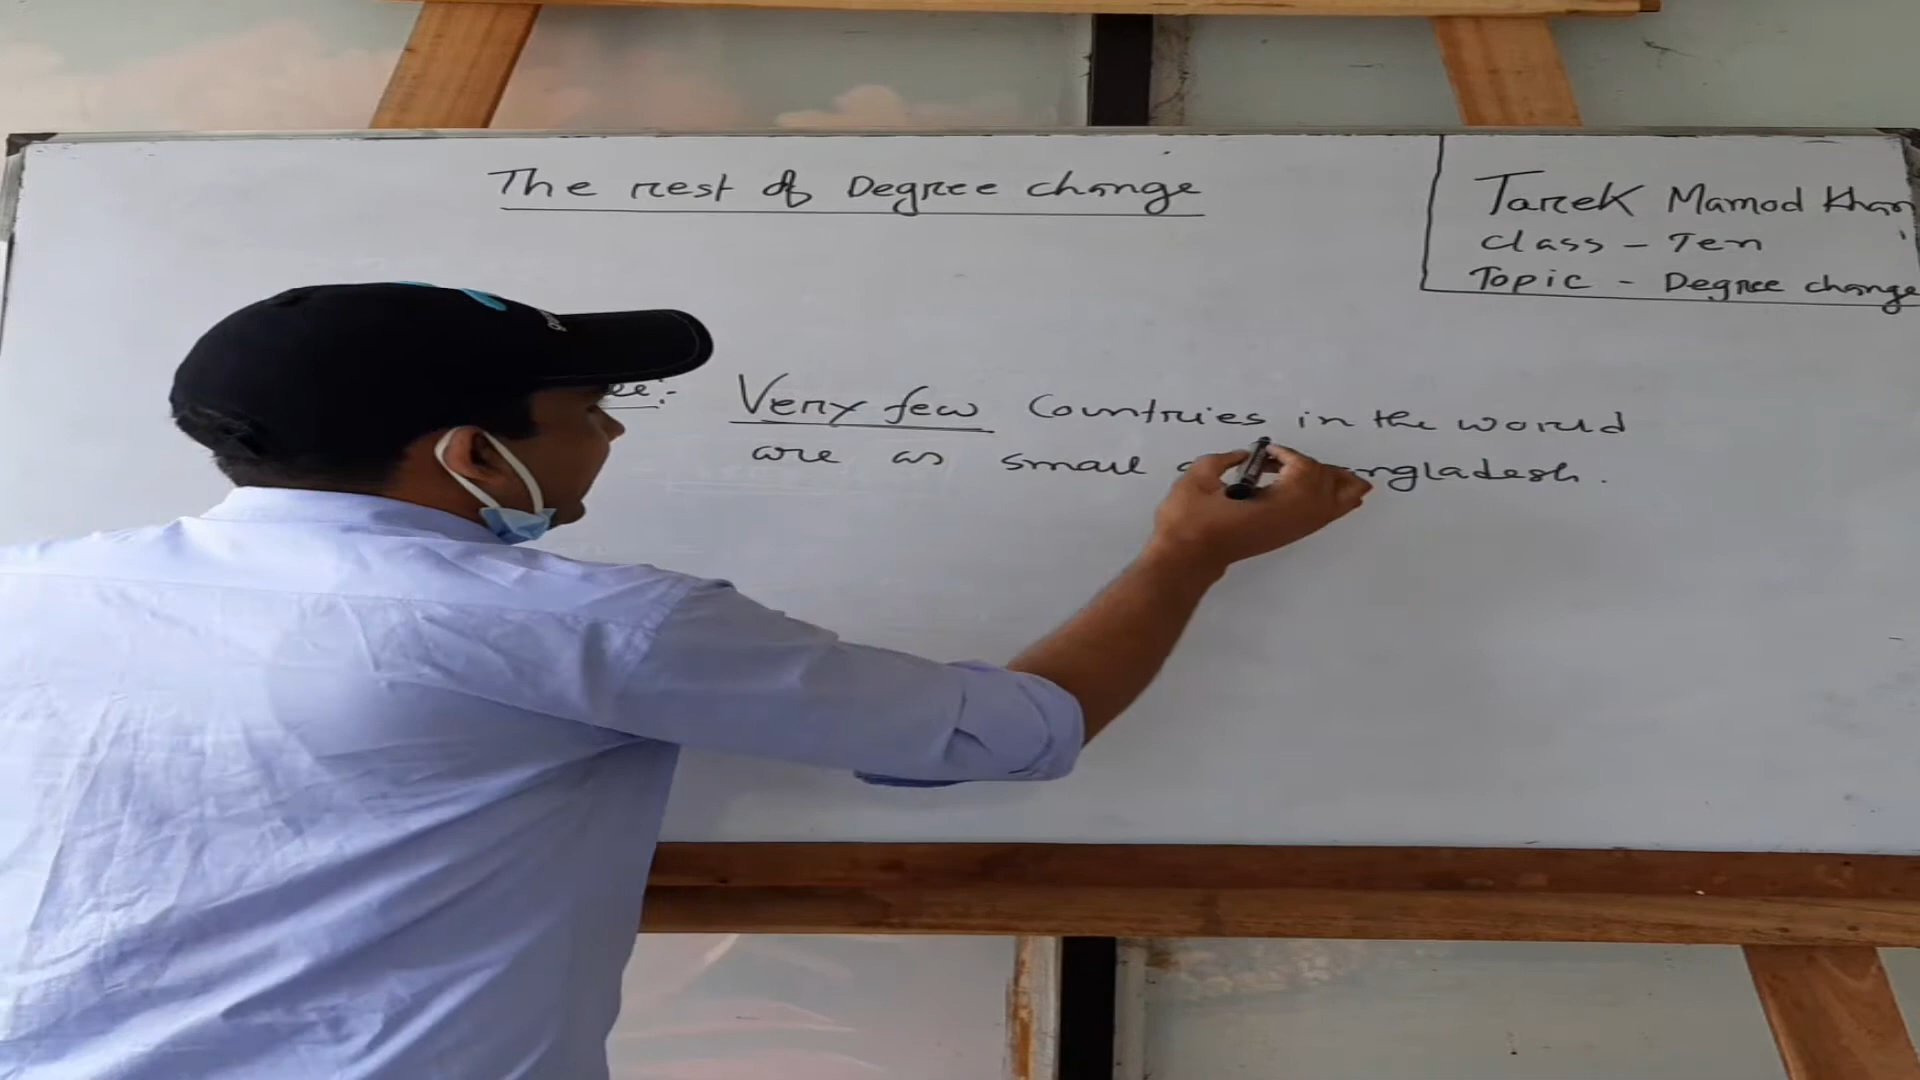 The rest of Degree change
Tarek Mamod Khan
Class - Ten
Topic - Degree change
Very few Countries in the world
are as small Bangladesh.